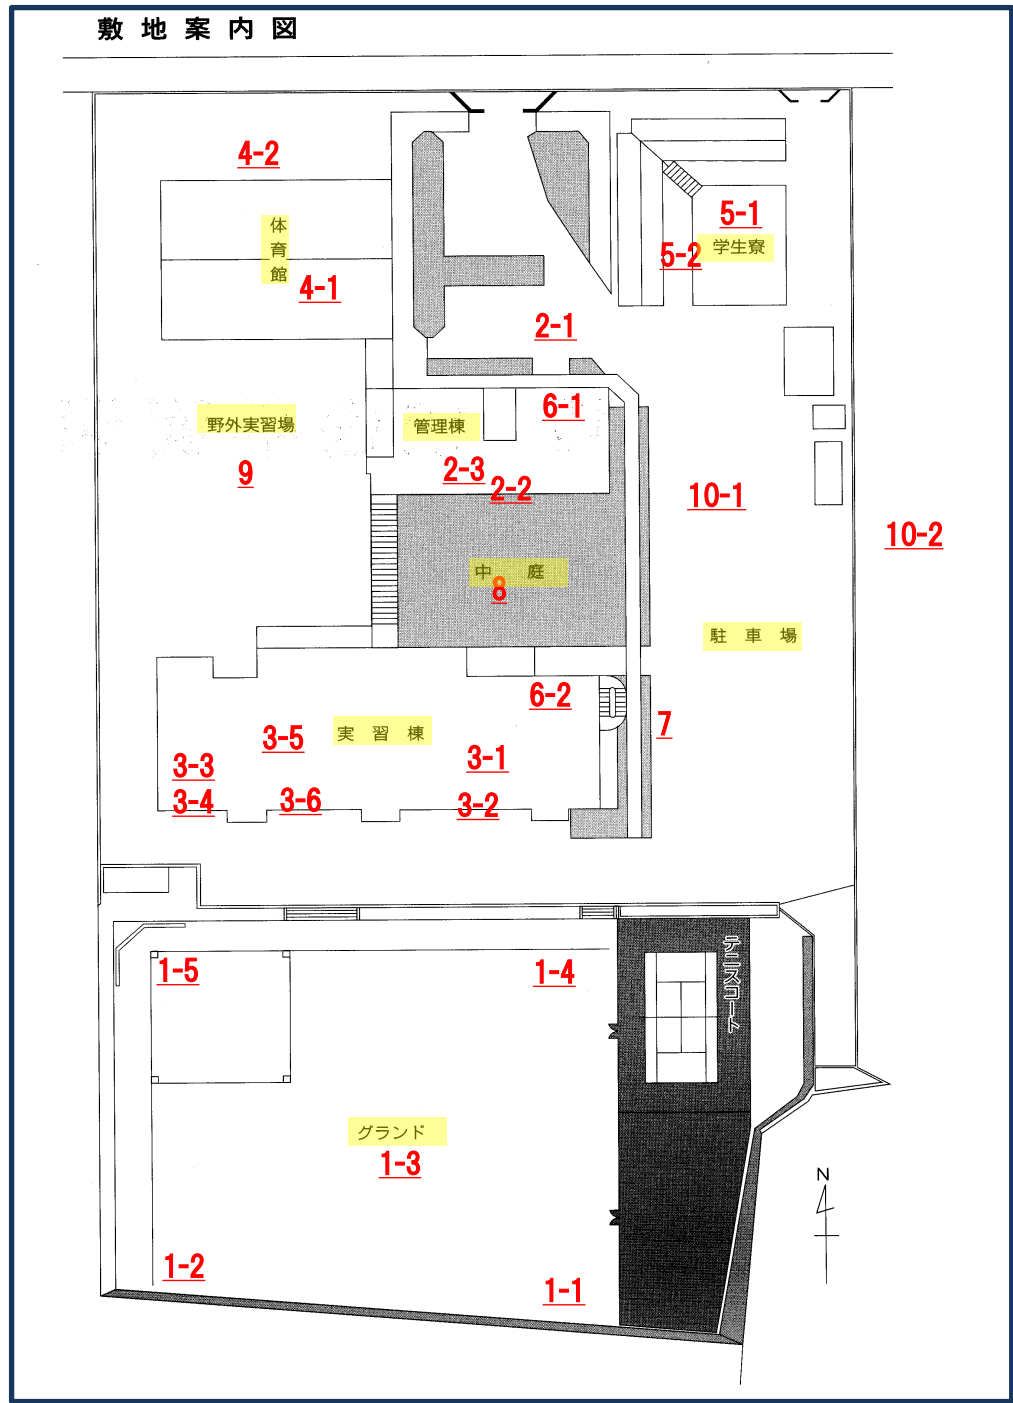 敷地案内図
4-2
体育館
4-1
5-1
学生寮
5-2
2-1
6-1
管理棟
野外実習場
9
2-3
2-2
10-1
10-2
中庭
8
駐車場
6-2
7
実習棟
3-5
3-1
3-3
3-4
3-6
3-2
テニスコート
1-5
1-4
グランド
1-3
N
1-2
1-1